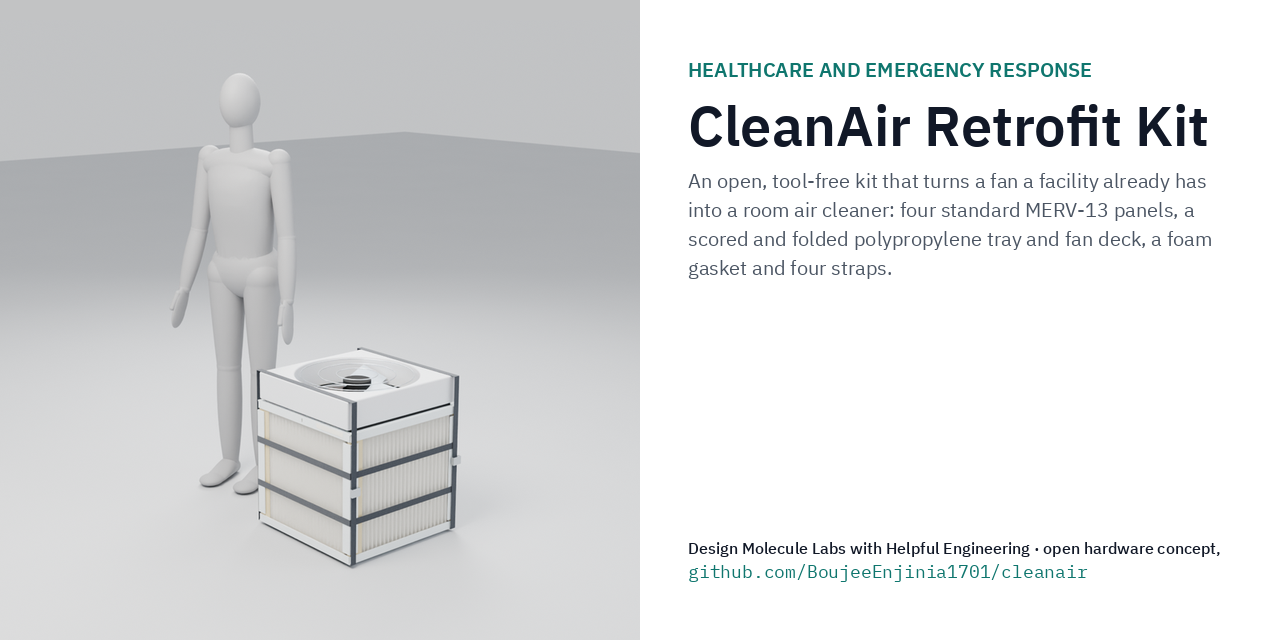 HEALTHCARE AND EMERGENCY RESPONSE
CleanAir Retrofit Kit
An open, tool-free kit that turns a fan a facility already has
into a room air cleaner: four standard MERV-13 panels, a
scored and folded polypropylene tray and fan deck, a foam
gasket and four straps.
Design Molecule Labs with Helpful Engineering · open hardware concept,
github.com/BoujeeEnjinia1701/cleanair